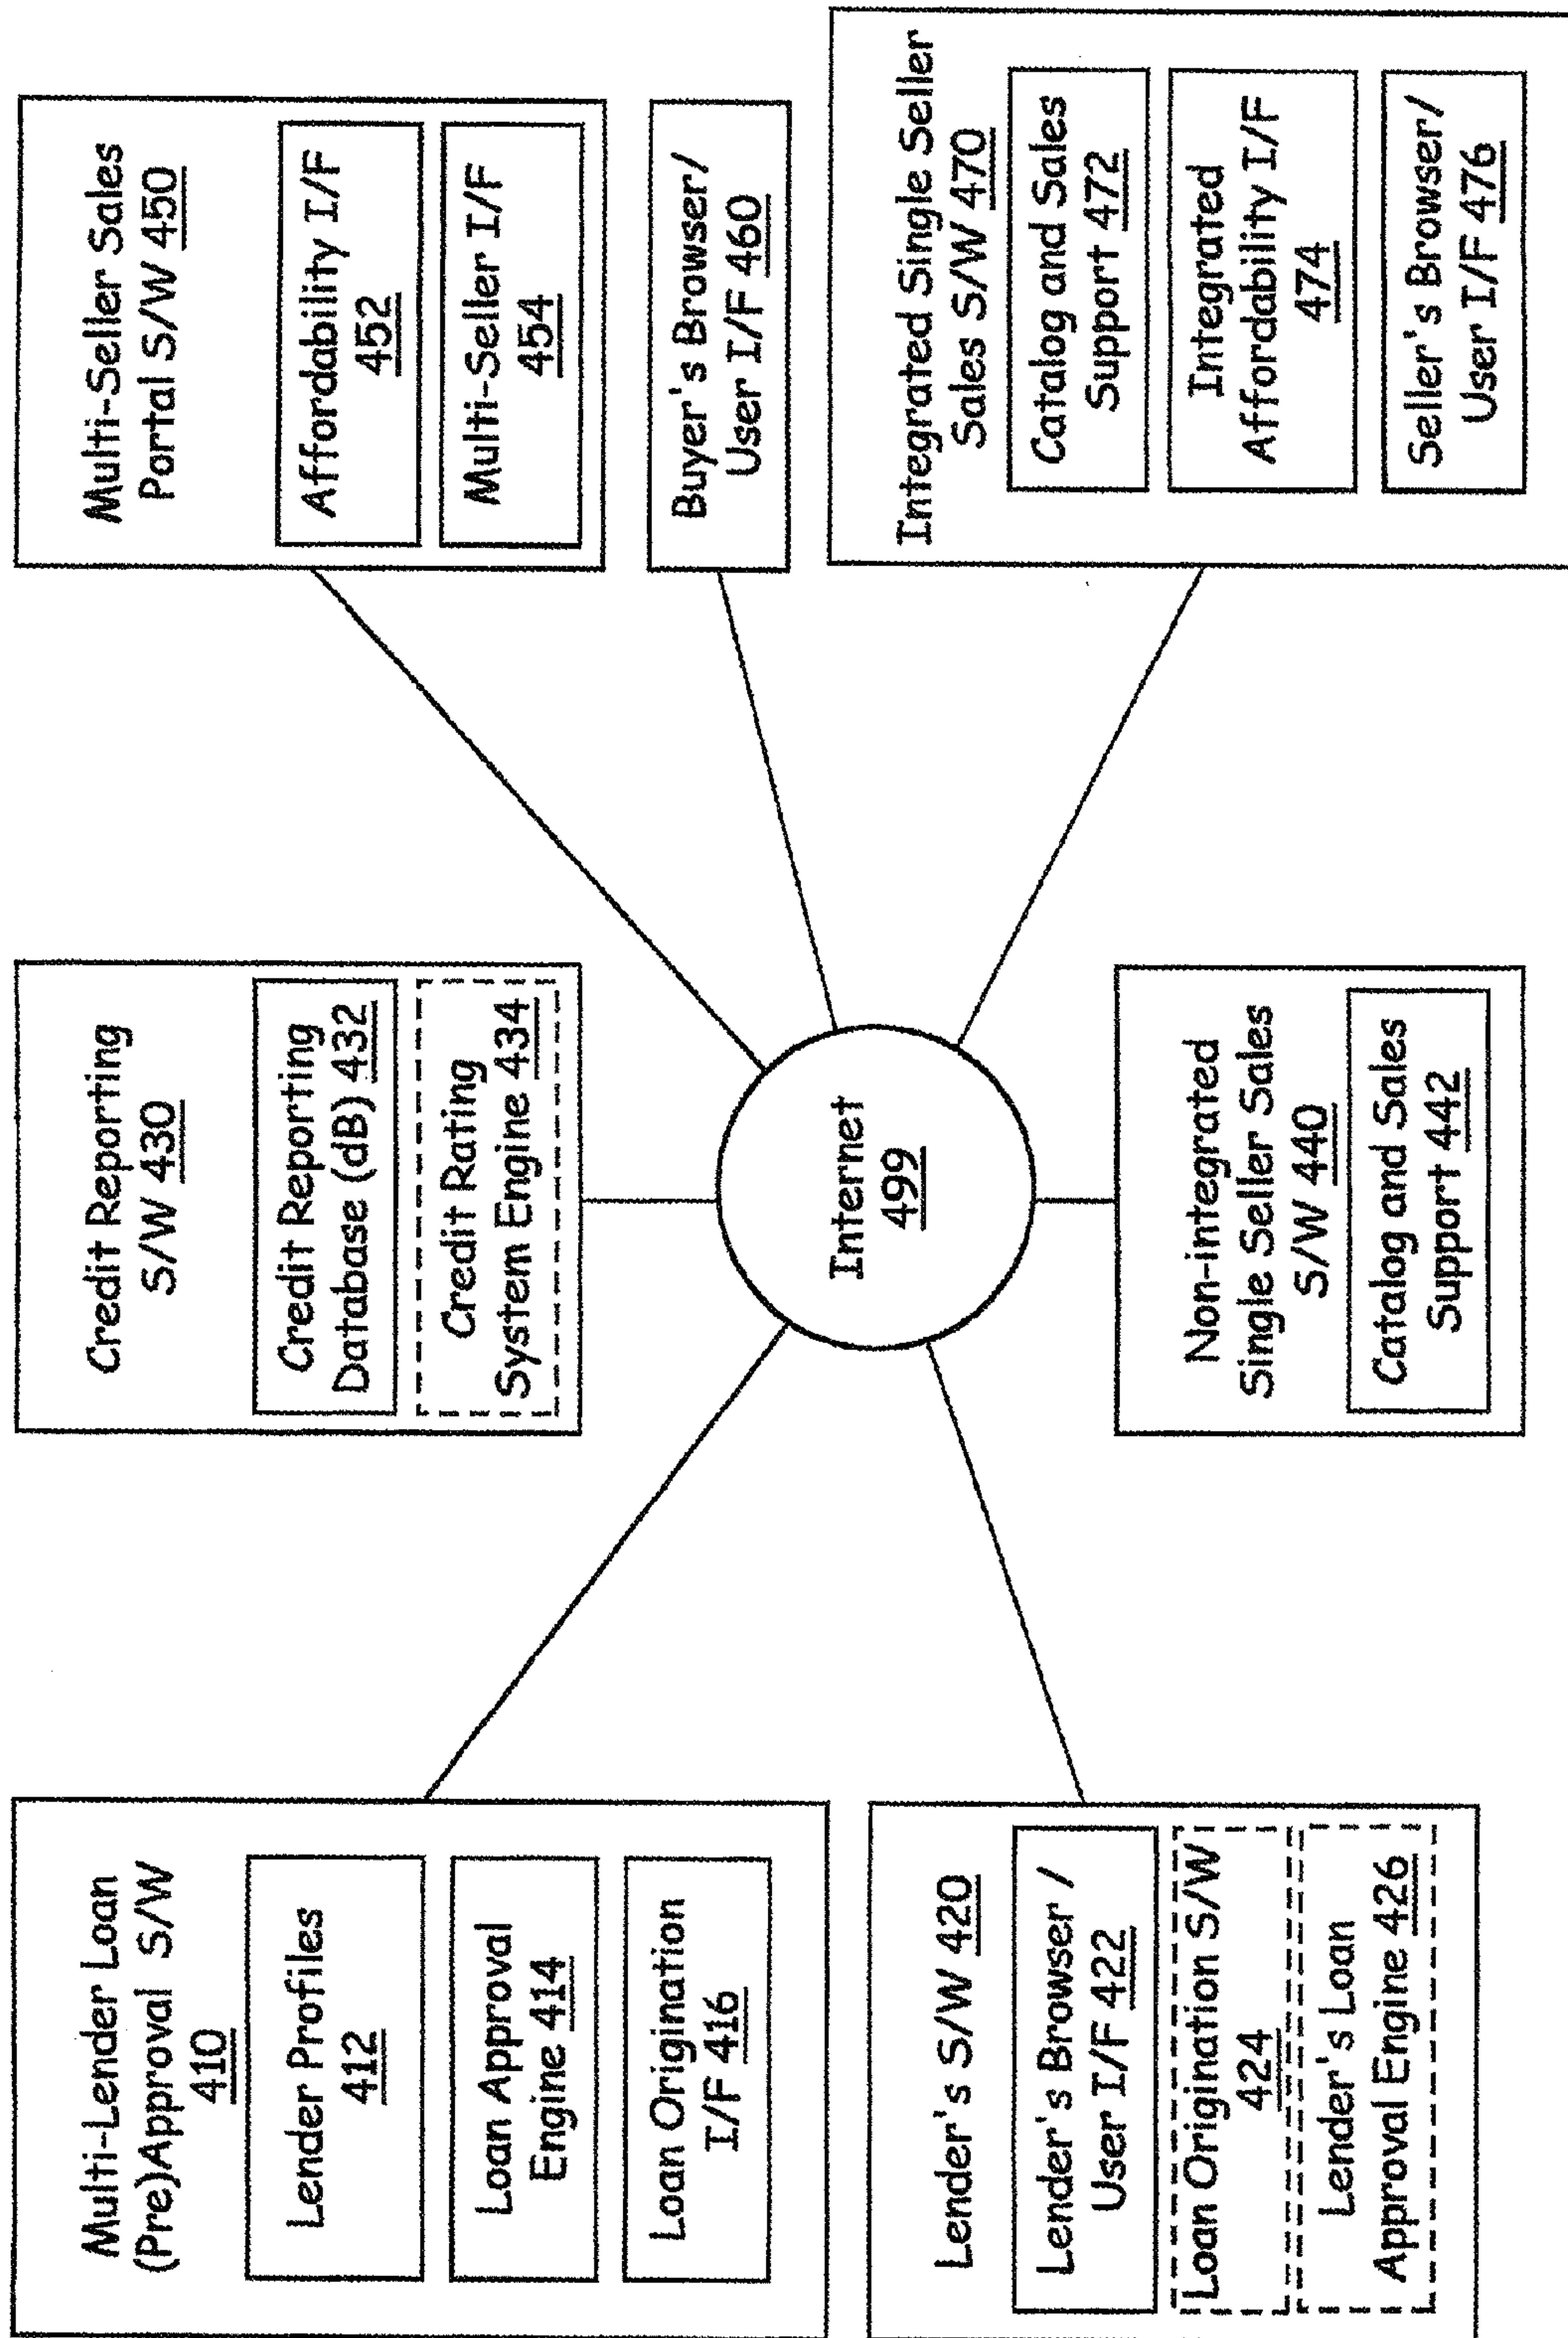 Multi-Lender Loan
(Pre)Approval S/W
410
Lender Profiles
412
Loan Approval
Engine 414
Loan Origination
I/F 416
Lender's S/W 420
Lender's Browser /
User I/F 422
Loan Origination S/W
424
Lender's Loan
Approval Engine 426
Credit Reporting
S/W 430
Credit Reporting
Database (dB) 432
Credit Rating
System Engine 434
Internet
499
Non-integrated
Single Seller Sales
S/W 440
Catalog and Sales
Support 442
Multi-Seller Sales
Portal S/W 450
Affordability I/F
452
Multi-Seller I/F
454
Buyer's Browser/
User I/F 460
Integrated Single Seller
Sales S/W 470
Catalog and Sales
Support 472
Integrated
Affordability I/F
474
Seller's Browser/
User I/F 476